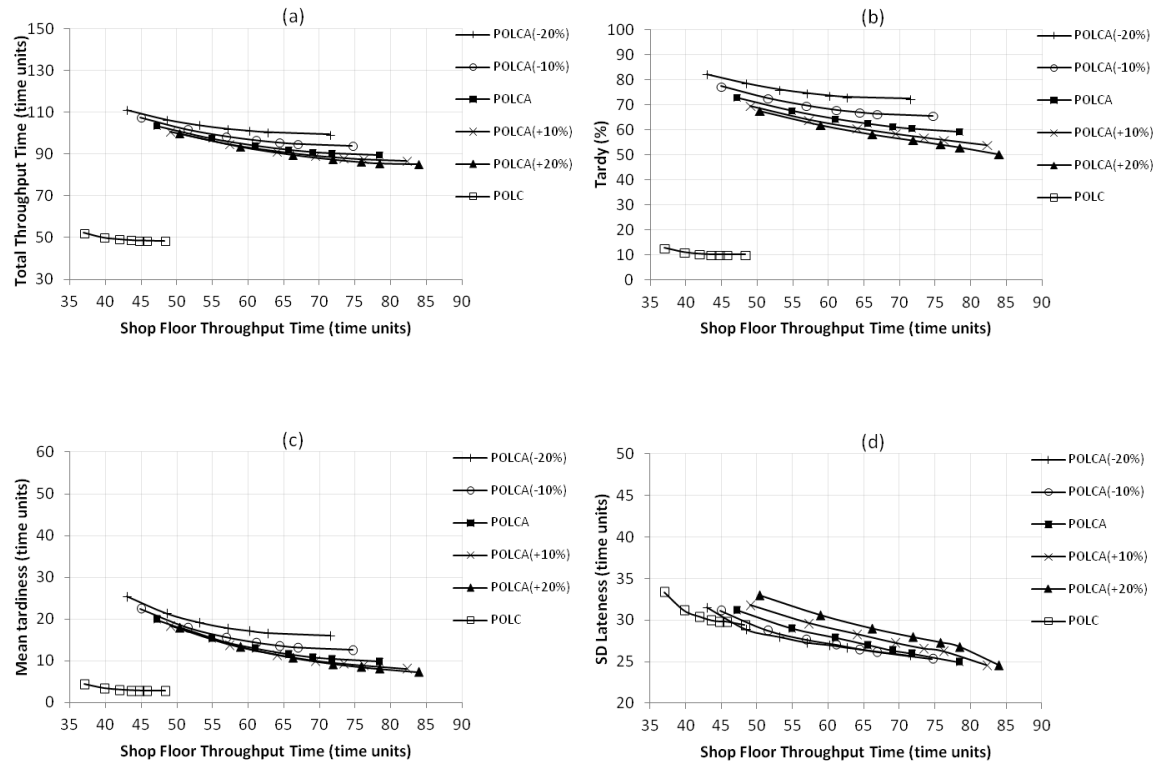 (a)
Total Throughput Time (time units)
150
130
110
90
70
50
30
35 40 45 50 55 60 65 70 75 80 85 90
Shop Floor Throughput Time (time units)
POLCA(-20%)
POLCA(-10%)
POLCA
POLCA(+10%)
POLCA(+20%)
POLC
(b)
Tardy (%)
100
90
80
70
60
50
40
30
20
10
0
35 40 45 50 55 60 65 70 75 80 85 90
Shop Floor Throughput Time (time units)
POLCA(-20%)
POLCA(-10%)
POLCA
POLCA(+10%)
POLCA(+20%)
POLC
(c)
Mean tardiness (time units)
60
50
40
30
20
10
0
35 40 45 50 55 60 65 70 75 80 85 90
Shop Floor Throughput Time (time units)
POLCA(-20%)
POLCA(-10%)
POLCA
POLCA(+10%)
POLCA(+20%)
POLC
(d)
SD Lateness (time units)
50
45
40
35
30
25
20
35 40 45 50 55 60 65 70 75 80 85 90
Shop Floor Throughput Time (time units)
POLCA(-20%)
POLCA(-10%)
POLCA
POLCA(+10%)
POLCA(+20%)
POLC